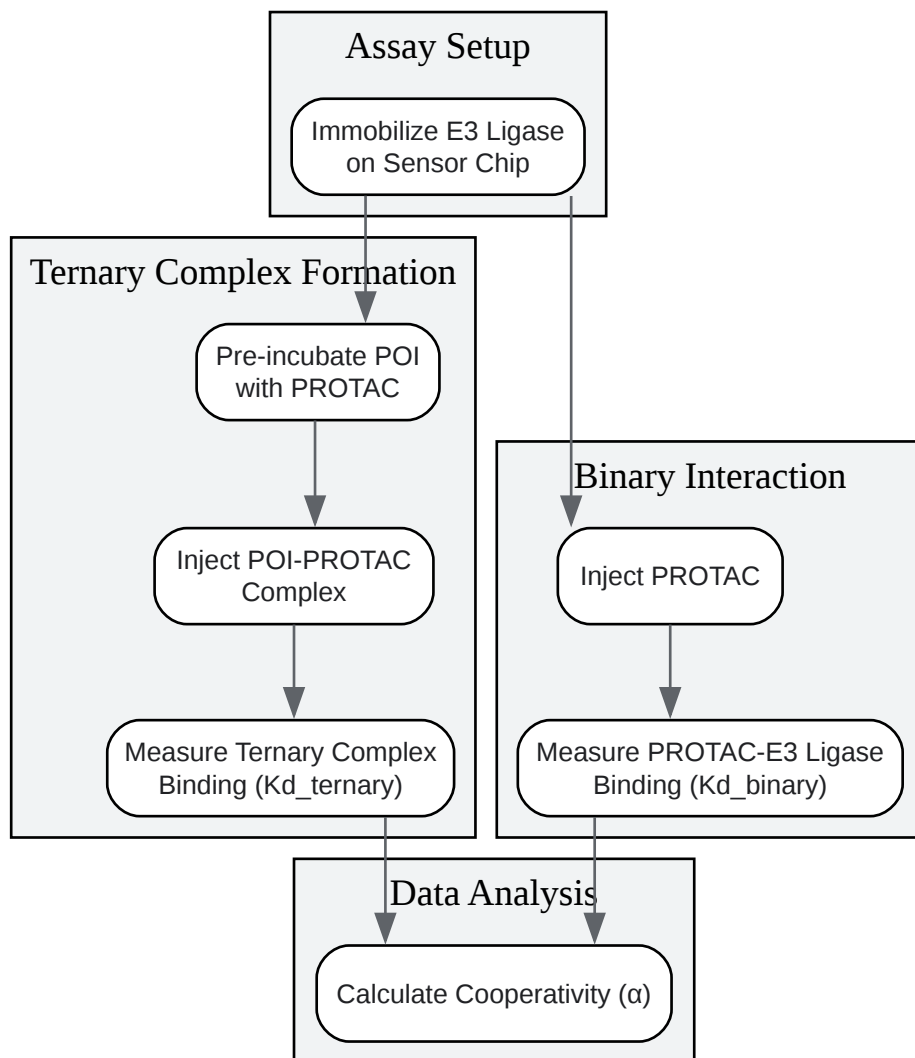 Assay Setup
Immobilize E3 Ligase
on Sensor Chip
Ternary Complex Formation
Pre-incubate POI
with PROTAC
Inject POI-PROTAC
Complex
Measure Ternary Complex
Binding (Kd_ternary)
Binary Interaction
Inject PROTAC
Measure PROTAC-E3 Ligase
Binding (Kd_binary)
Data Analysis
Calculate Cooperativity (α)